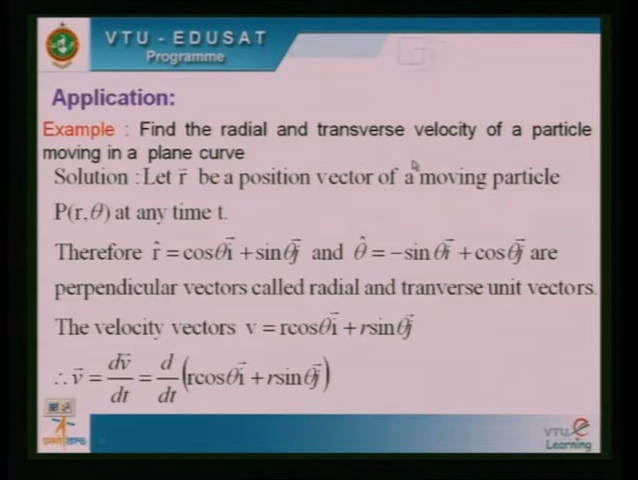 VTU - EDUSAT
Programme
Application:
Example : Find the radial and transverse velocity of a particle
moving in a plane curve
Solution : Let r̄ be a position vector of a moving particle
P(r, θ) at any time t.
Therefore r̂ = cosθī + sinθj̄ and θ̂ = −sinθī + cosθj̄ are
perpendicular vectors called radial and tranverse unit vectors.
The velocity vectors v = rcosθī + rsinθj̄
∴ v̄ = dv̄/dt = d/dt (rcosθī + rsinθj̄)
VTU e
Learning